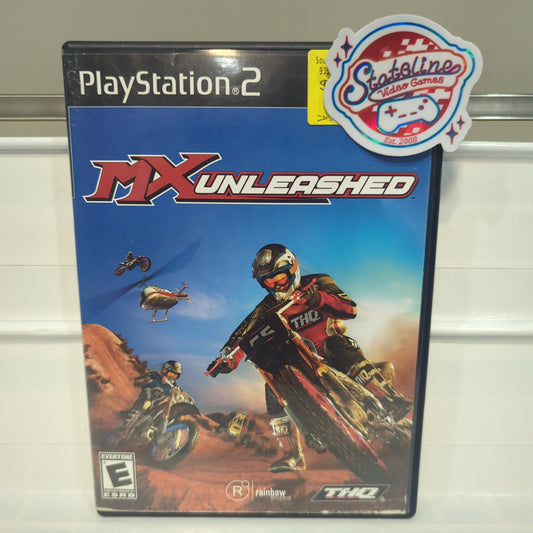 PlayStation®2
Stateline
Video Games
Est. 2008
MX UNLEASHED
THQ
EVERYONE
E
ESRB
R
rainbow
THQ